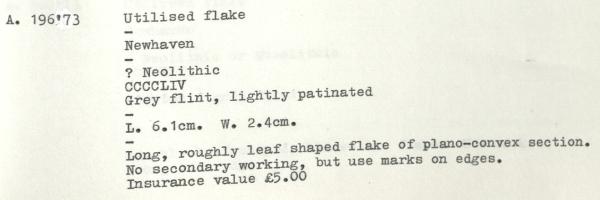 A. 196'73 Utilised flake
–
Newhaven
–
? Neolithic
CCCCLIV
Grey flint, lightly patinated
–
L. 6.1cm. W. 2.4cm.
–
Long, roughly leaf shaped flake of plano-convex section.
No secondary working, but use marks on edges.
Insurance value £5.00